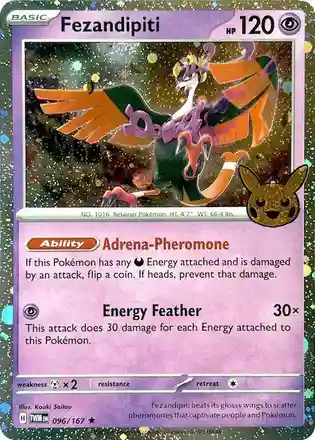 BASIC
Fezandipiti
HP 120
NO. 1016 Retainer Pokémon HT: 4'7" WT: 66.4 lbs.
Ability Adrena-Pheromone
If this Pokémon has any Energy attached and is damaged
by an attack, flip a coin. If heads, prevent that damage.
Energy Feather 30×
This attack does 30 damage for each Energy attached to
this Pokémon.
weakness ×2 resistance retreat
Illus. Kouki Saitou
H TWM EN 096/167 ★
Fezandipiti beats its glossy wings to scatter
pheromones that captivate people and Pokémon.